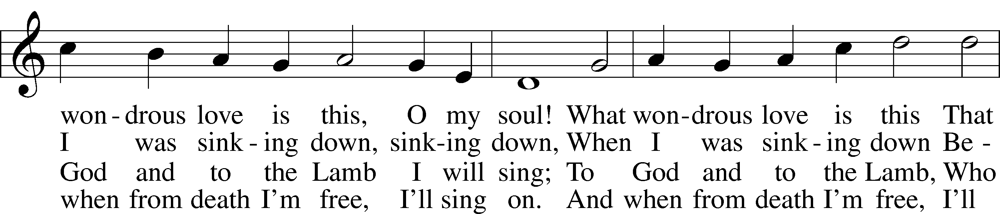 won - drous love is this, O my soul! What won-drous love is this That
I was sink - ing down, sink-ing down, When I was sink - ing down Be -
God and to the Lamb I will sing; To God and to the Lamb, Who
when from death I'm free, I'll sing on. And when from death I'm free, I'll